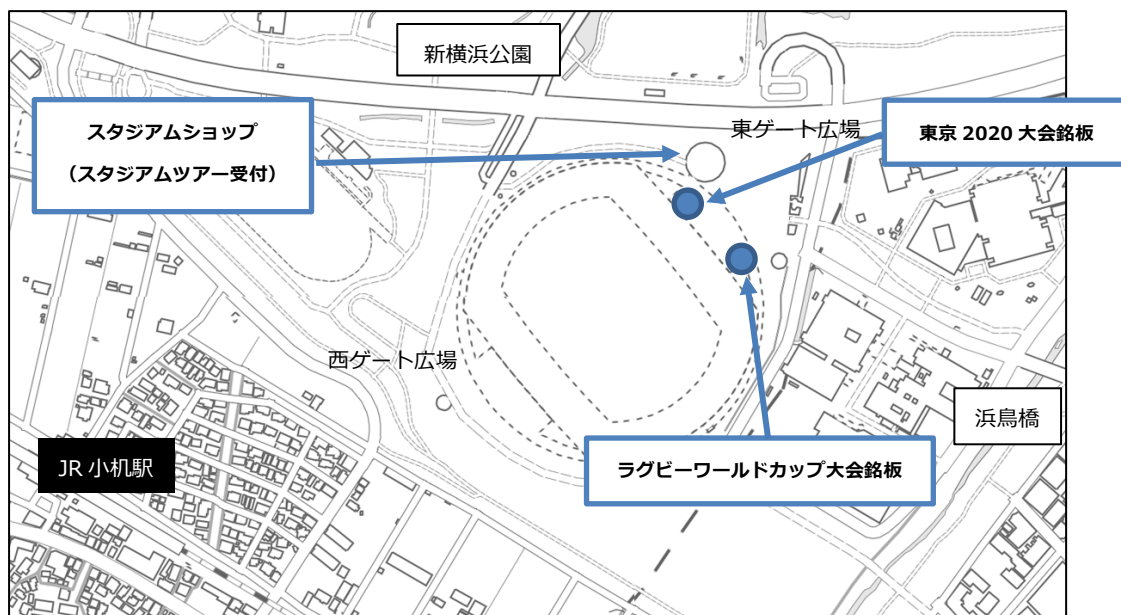 新横浜公園
スタジアムショップ
（スタジアムツアー受付）
東ゲート広場
東京 2020 大会銘板
西ゲート広場
浜鳥橋
JR 小机駅
ラグビーワールドカップ大会銘板